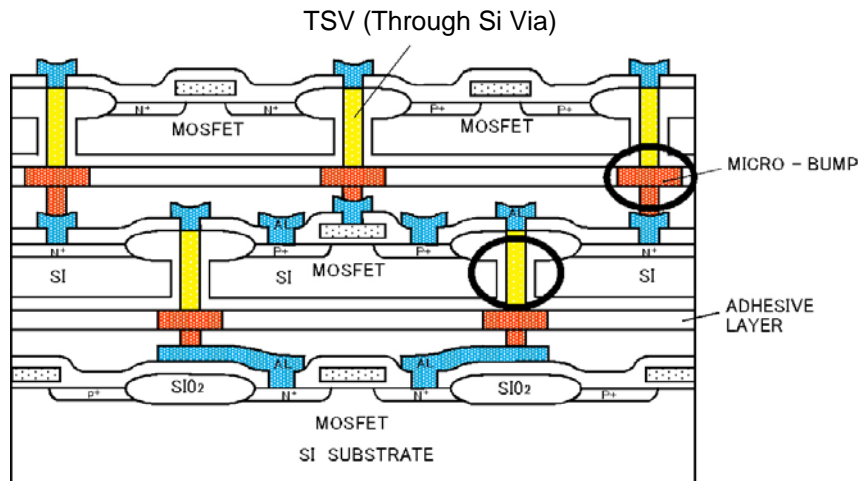 TSV (Through Si Via)
N⁺ N⁺ P⁺ P⁺
MOSFET MOSFET
MICRO - BUMP
AL AL
N⁺ P⁺ P⁺ N⁺
SI SI MOSFET SI
ADHESIVE
LAYER
AL AL
P⁺ SIO₂ N⁺ N⁺ SIO₂ P⁺
MOSFET
SI SUBSTRATE